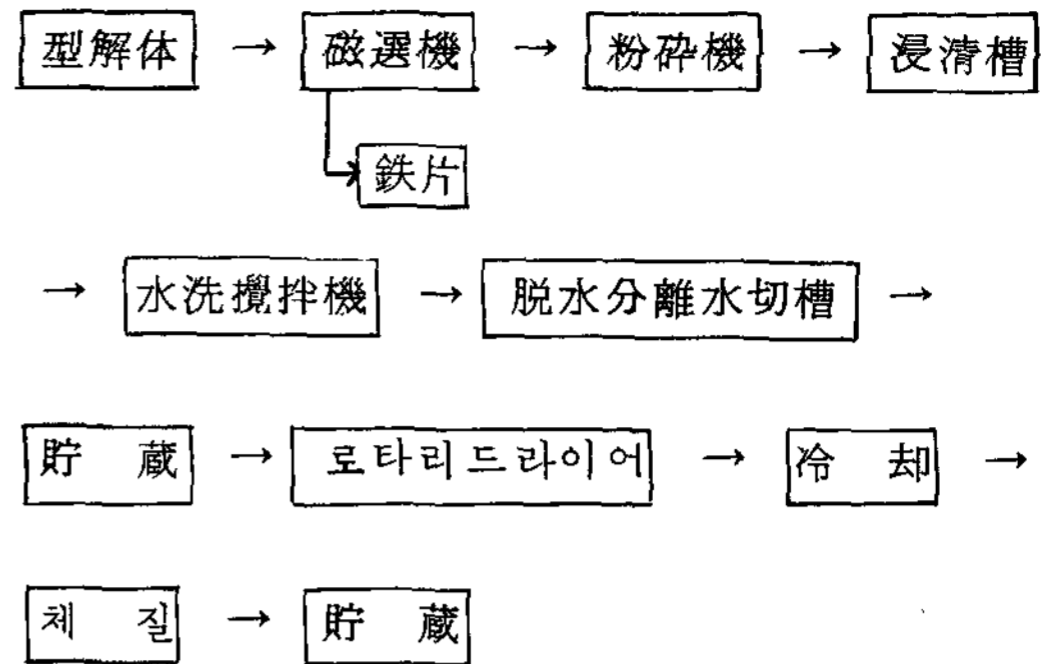 型解体 → 磁選機 → 粉砕機 → 浸清槽
鉄片
→ 水洗攪拌機 → 脱水分離水切槽 →
貯 蔵 → 로타리드라이어 → 冷 却 →
체 질 → 貯 蔵